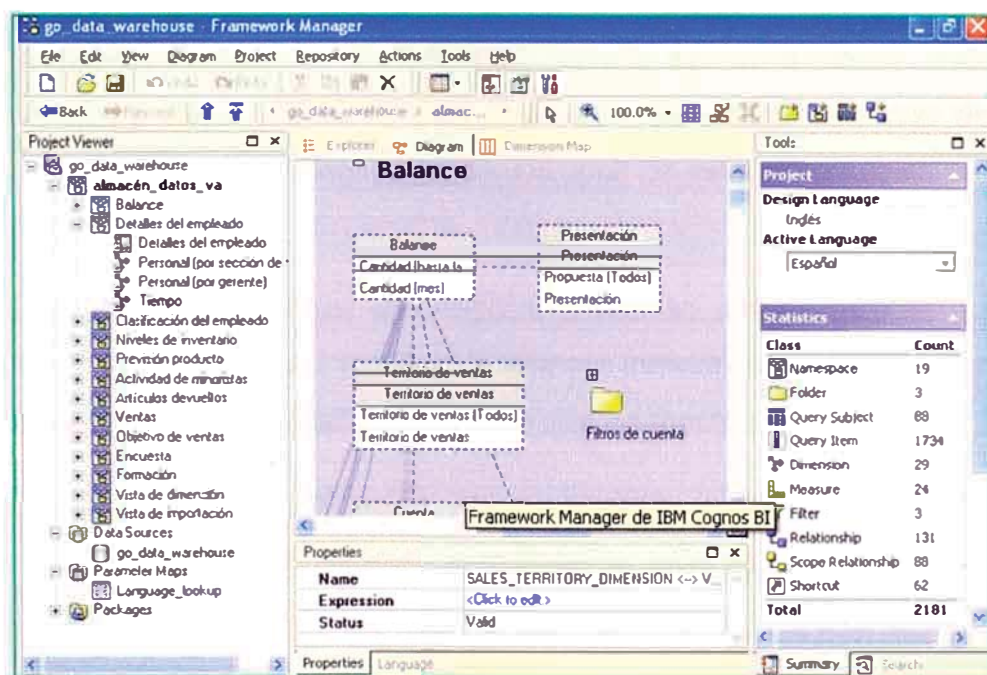 go_data_warehouse - Framework Manager
File Edit View Diagram Project Repository Actions Tools Help
Back go_data_warehouse almac... 100.0%
Project Viewer
go_data_warehouse
almacén_datos_va
Balance
Detalles del empleado
Detalles del empleado
Personal (por sección de
Personal (por gerente)
Tiempo
Clasificación del empleado
Niveles de inventario
Previsión producto
Actividad de minoristas
Artículos devueltos
Ventas
Objetivo de ventas
Encuesta
Formación
Vista de dimensión
Vista de importación
Data Sources
go_data_warehouse
Parameter Maps
Language_lookup
Packages
Explorer Diagram Dimension Map
Balance
Balance
Cantidad (hasta la
Cantidad (mes)
Presentación
Presentación
Propuesta (Todos)
Presentación
Territorio de ventas
Territorio de ventas
Territorio de ventas (Todos)
Territorio de ventas
Filtros de cuenta
Cuenta
Framework Manager de IBM Cognos BI
Properties
Name SALES_TERRITORY_DIMENSION <--> V_
Expression <Click to edit.>
Status Valid
Properties Language
Tools
Project
Design Language
Inglés
Active Language
Español
Statistics
Class Count
Namespace 19
Folder 3
Query Subject 88
Query Item 1734
Dimension 29
Measure 24
Filter 3
Relationship 131
Scope Relationship 88
Shortcut 62
Total 2181
Summary Search